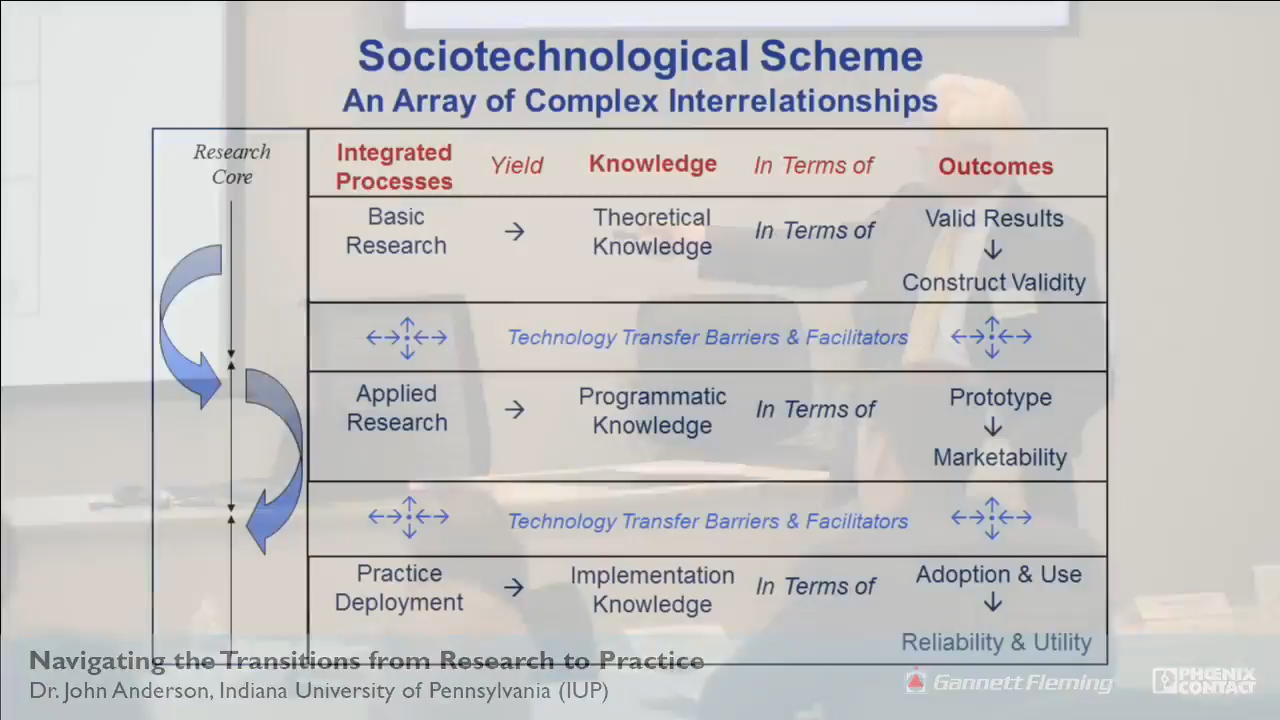 Sociotechnological Scheme
An Array of Complex Interrelationships
Research
Core
Integrated
Processes
Yield
Knowledge
In Terms of
Outcomes
Basic
Research
→
Theoretical
Knowledge
In Terms of
Valid Results
↓
Construct Validity
Technology Transfer Barriers & Facilitators
Applied
Research
→
Programmatic
Knowledge
In Terms of
Prototype
↓
Marketability
Technology Transfer Barriers & Facilitators
Practice
Deployment
→
Implementation
Knowledge
In Terms of
Adoption & Use
↓
Reliability & Utility
Navigating the Transitions from Research to Practice
Dr. John Anderson, Indiana University of Pennsylvania (IUP)
Gannett Fleming
PHŒNIX
CONTACT